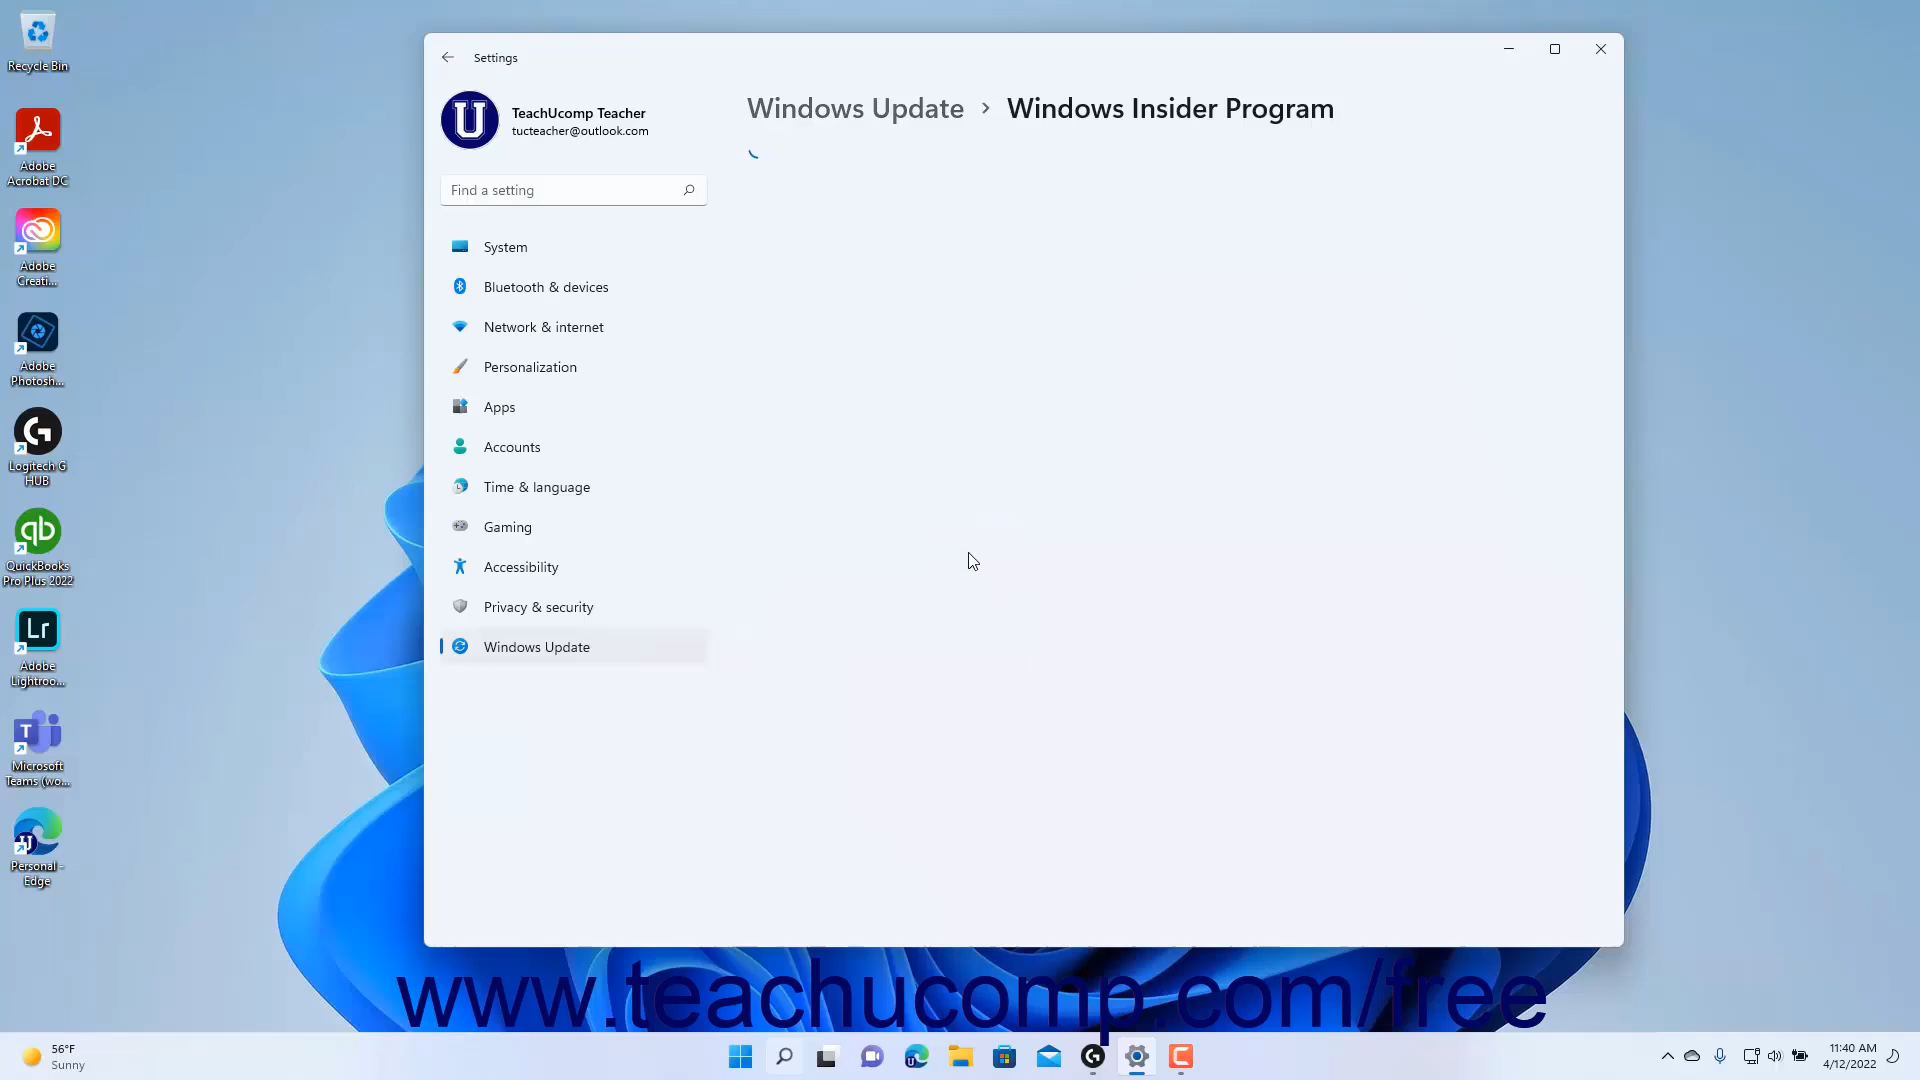 Recycle Bin
Adobe
Acrobat DC
Adobe
Creati...
Adobe
Photosh...
Logitech G
HUB
QuickBooks
Pro Plus 2022
Lr
Adobe
Lightroo...
Microsoft
Teams (wo...
Personal -
Edge
Settings
TeachUcomp Teacher
tucteacher@outlook.com
Find a setting
System
Bluetooth & devices
Network & internet
Personalization
Apps
Accounts
Time & language
Gaming
Accessibility
Privacy & security
Windows Update
Windows Update > Windows Insider Program
www.teachucomp.com/free
56°F
Sunny
11:40 AM
4/12/2022